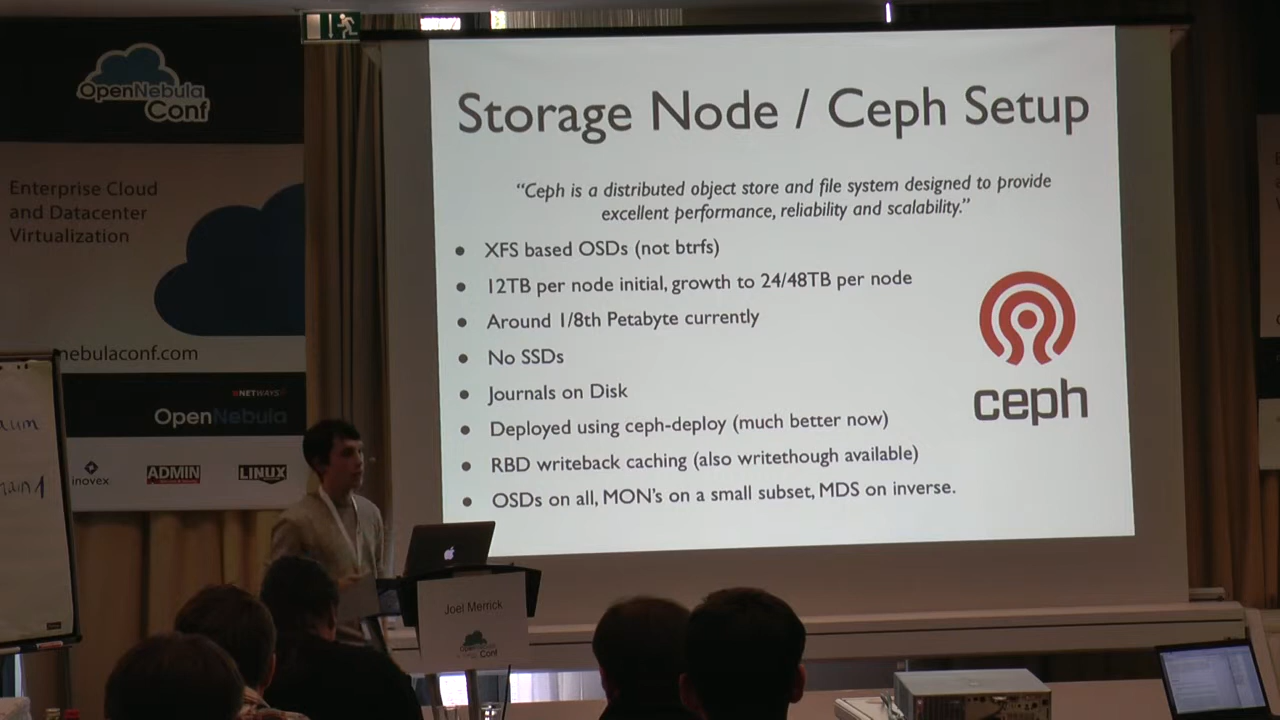 OpenNebula
Conf
Enterprise Cloud
and Datacenter
Virtualization
nebulaconf.com
NETWAYS
OpenNebula
inovex
ADMIN
LINUX
Storage Node / Ceph Setup
“Ceph is a distributed object store and file system designed to provide
excellent performance, reliability and scalability.”
• XFS based OSDs (not btrfs)
• 12TB per node initial, growth to 24/48TB per node
• Around 1/8th Petabyte currently
• No SSDs
• Journals on Disk
• Deployed using ceph-deploy (much better now)
• RBD writeback caching (also writethough available)
• OSDs on all, MON's on a small subset, MDS on inverse.
ceph
Joel Merrick
OpenNebula
Conf